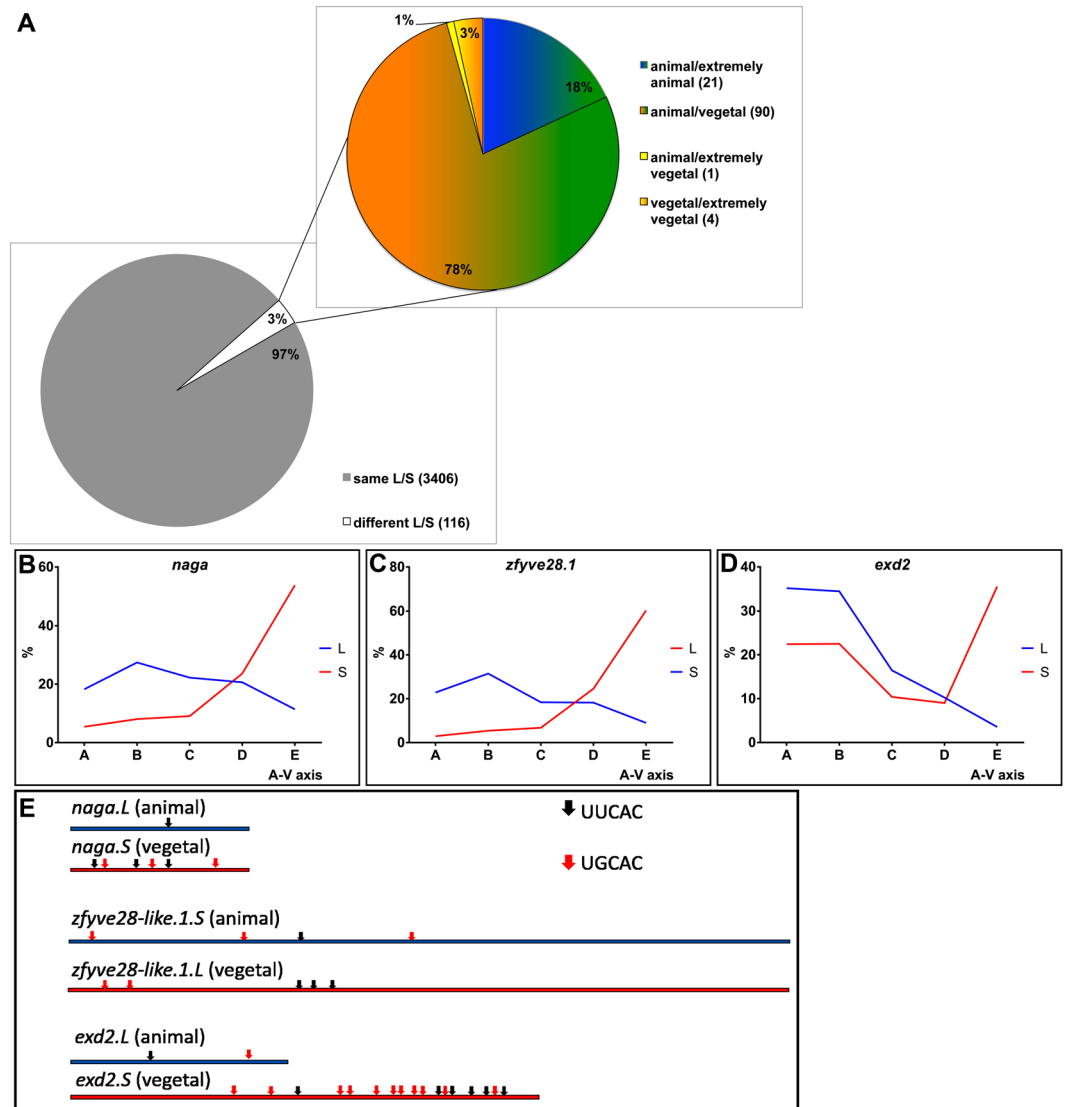 A
1%
3%
18%
78%
animal/extremely
animal (21)
animal/vegetal (90)
animal/extremely
vegetal (1)
vegetal/extremely
vegetal (4)
3%
97%
same L/S (3406)
different L/S (116)
B
naga
60
40
20
0
%
L
S
A B C D E
A-V axis
C
zfyve28.1
80
60
40
20
0
%
L
S
A B C D E
A-V axis
D
exd2
40
30
20
10
0
%
L
S
A B C D E
A-V axis
E
naga.L (animal)
naga.S (vegetal)
UUCAC
UGCAC
zfyve28-like.1.S (animal)
zfyve28-like.1.L (vegetal)
exd2.L (animal)
exd2.S (vegetal)